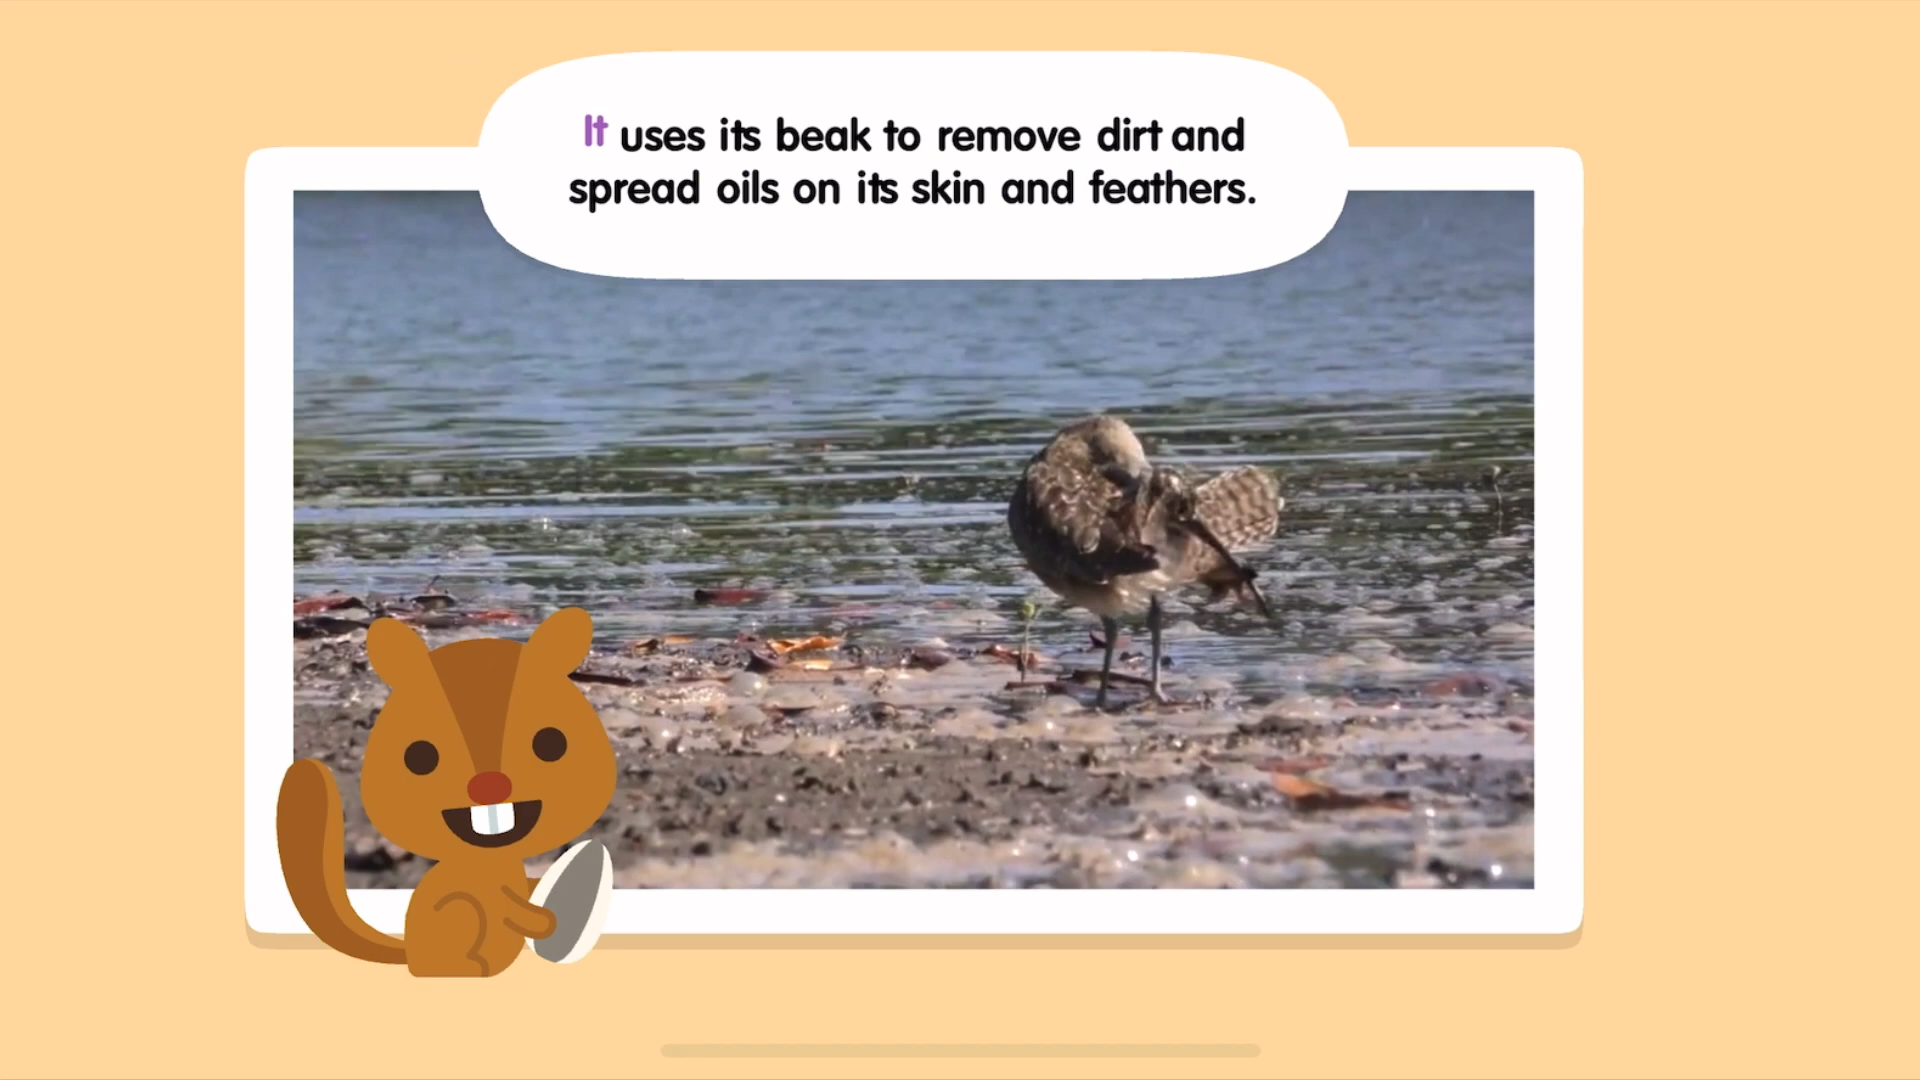 It uses its beak to remove dirt and
spread oils on its skin and feathers.